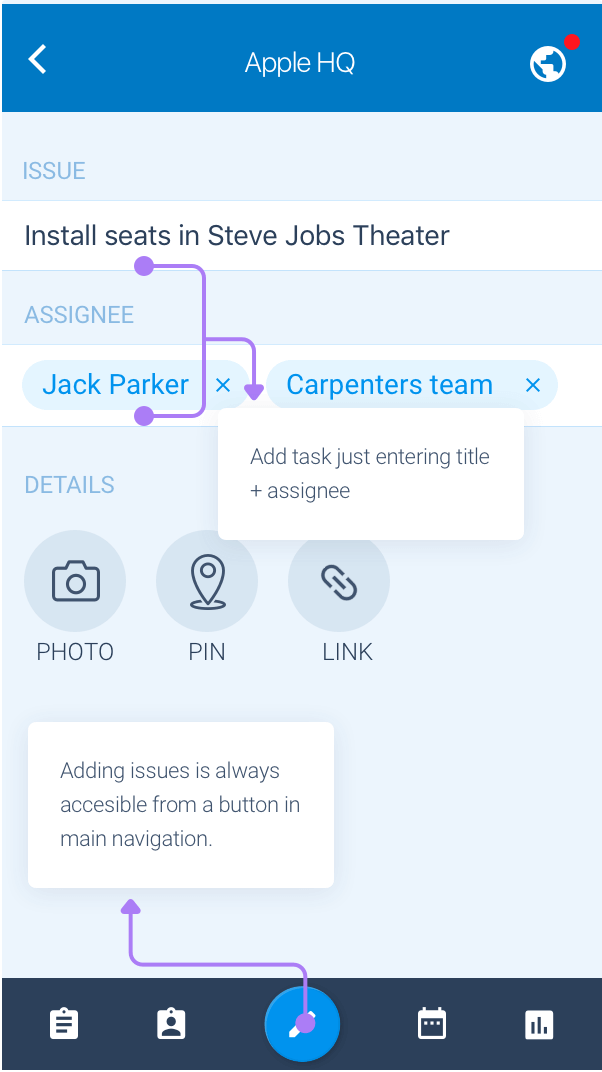 Apple HQ
ISSUE
Install seats in Steve Jobs Theater
ASSIGNEE
Jack Parker ×
Carpenters team ×
Add task just entering title
+ assignee
DETAILS
PHOTO
PIN
LINK
Adding issues is always
accesible from a button in
main navigation.